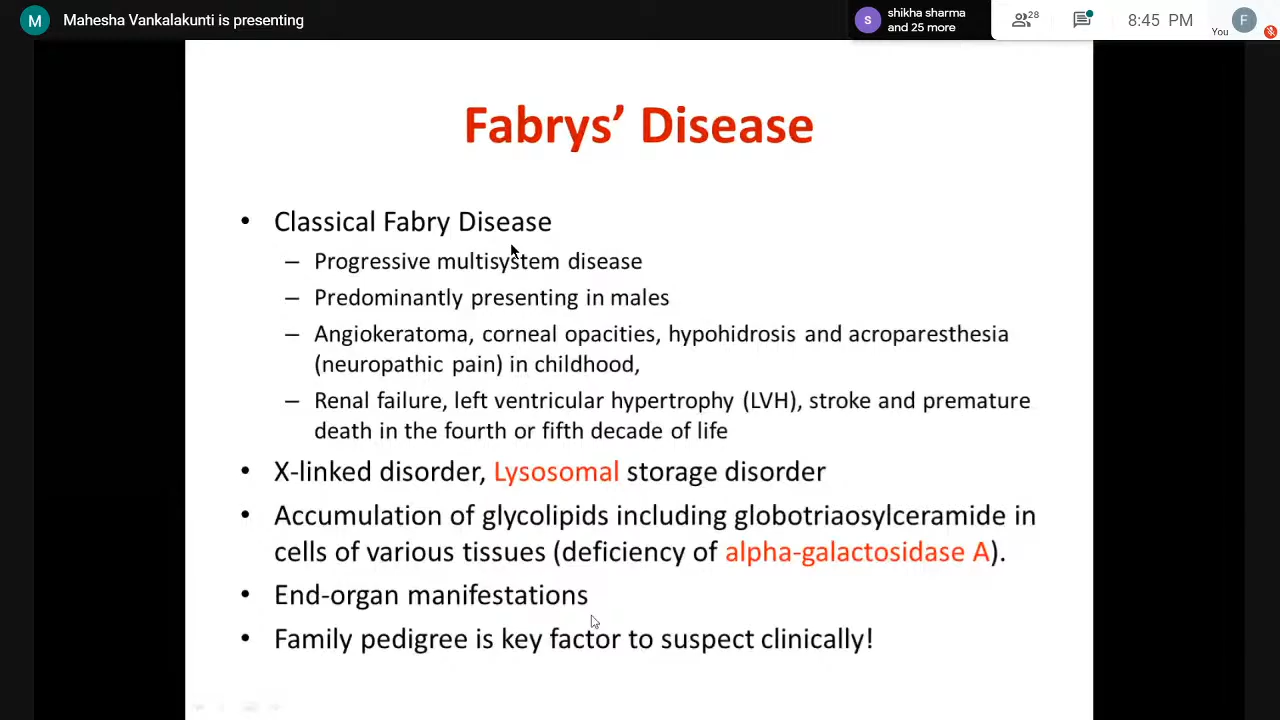 M Mahesha Vankalakunti is presenting
s shikha sharma
and 25 more
28
8:45 PM
You
F
Fabrys’ Disease
• Classical Fabry Disease
– Progressive multisystem disease
– Predominantly presenting in males
– Angiokeratoma, corneal opacities, hypohidrosis and acroparesthesia
(neuropathic pain) in childhood,
– Renal failure, left ventricular hypertrophy (LVH), stroke and premature
death in the fourth or fifth decade of life
• X-linked disorder, Lysosomal storage disorder
• Accumulation of glycolipids including globotriaosylceramide in
cells of various tissues (deficiency of alpha-galactosidase A).
• End-organ manifestations
• Family pedigree is key factor to suspect clinically!